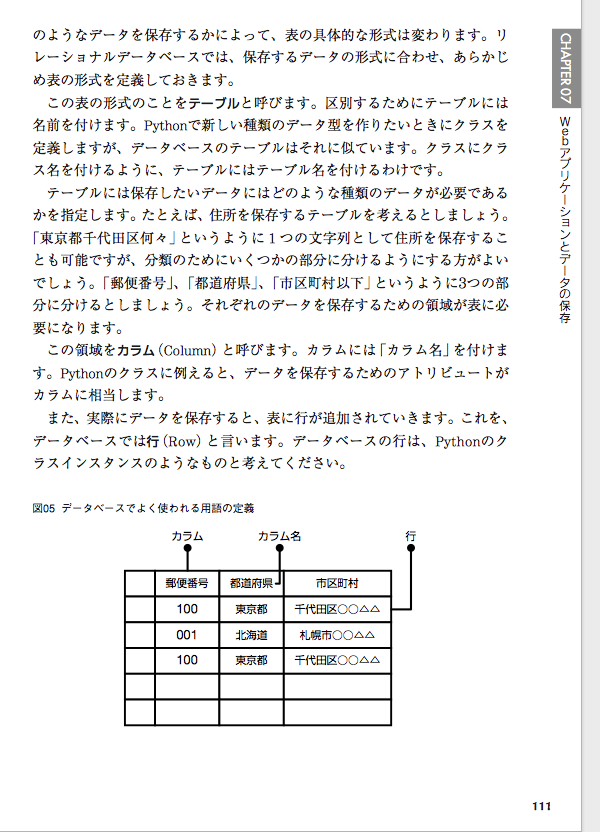 のようなデータを保存するかによって、表の具体的な形式は変わります。リ
レーショナルデータベースでは、保存するデータの形式に合わせ、あらかじ
め表の形式を定義しておきます。
この表の形式のことをテーブルと呼びます。区別するためにテーブルには
名前を付けます。Pythonで新しい種類のデータ型を作りたいときにクラスを
定義しますが、データベースのテーブルはそれに似ています。クラスにクラ
ス名を付けるように、テーブルにはテーブル名を付けるわけです。
テーブルには保存したいデータにはどのような種類のデータが必要である
かを指定します。たとえば、住所を保存するテーブルを考えるとしましょう。
「東京都千代田区何々」というように1つの文字列として住所を保存するこ
とも可能ですが、分類のためにいくつかの部分に分けるようにする方がよい
でしょう。「郵便番号」、「都道府県」、「市区町村以下」というように3つの部
分に分けるとしましょう。それぞれのデータを保存するための領域が表に必
要になります。
この領域をカラム(Column)と呼びます。カラムには「カラム名」を付けま
す。Pythonのクラスに例えると、データを保存するためのアトリビュートが
カラムに相当します。
また、実際にデータを保存すると、表に行が追加されていきます。これを、
データベースでは行(Row)と言います。データベースの行は、Pythonのク
ラスインスタンスのようなものと考えてください。
図05 データベースでよく使われる用語の定義
カラム カラム名 行
郵便番号 都道府県 市区町村
100 東京都 千代田区○○△△
001 北海道 札幌市○○△△
100 東京都 千代田区○○△△
CHAPTER 07
Webアプリケーションとデータの保存
111